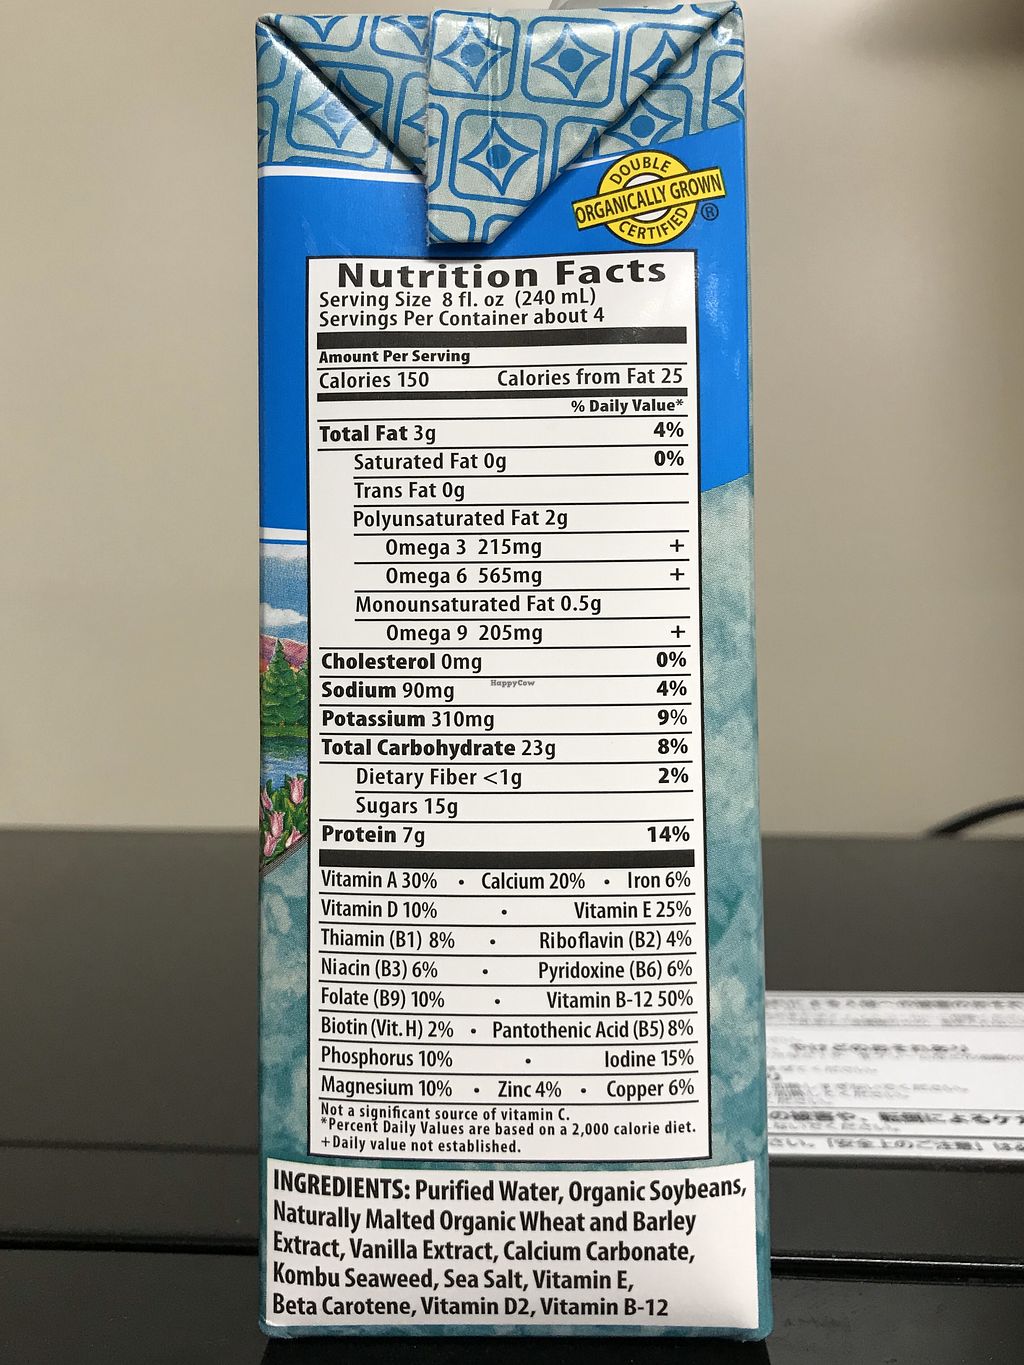 DOUBLE
ORGANICALLY GROWN
CERTIFIED ®
Nutrition Facts
Serving Size 8 fl. oz (240 mL)
Servings Per Container about 4
Amount Per Serving
Calories 150 Calories from Fat 25
% Daily Value*
Total Fat 3g 4%
Saturated Fat 0g 0%
Trans Fat 0g
Polyunsaturated Fat 2g
Omega 3 215mg +
Omega 6 565mg +
Monounsaturated Fat 0.5g
Omega 9 205mg +
Cholesterol 0mg 0%
HappyCow
Sodium 90mg 4%
Potassium 310mg 9%
Total Carbohydrate 23g 8%
Dietary Fiber <1g 2%
Sugars 15g
Protein 7g 14%
Vitamin A 30% • Calcium 20% • Iron 6%
Vitamin D 10% • Vitamin E 25%
Thiamin (B1) 8% • Riboflavin (B2) 4%
Niacin (B3) 6% • Pyridoxine (B6) 6%
Folate (B9) 10% • Vitamin B-12 50%
Biotin (Vit. H) 2% • Pantothenic Acid (B5) 8%
Phosphorus 10% • Iodine 15%
Magnesium 10% • Zinc 4% • Copper 6%
Not a significant source of vitamin C.
*Percent Daily Values are based on a 2,000 calorie diet.
+Daily value not established.
INGREDIENTS: Purified Water, Organic Soybeans,
Naturally Malted Organic Wheat and Barley
Extract, Vanilla Extract, Calcium Carbonate,
Kombu Seaweed, Sea Salt, Vitamin E,
Beta Carotene, Vitamin D2, Vitamin B-12